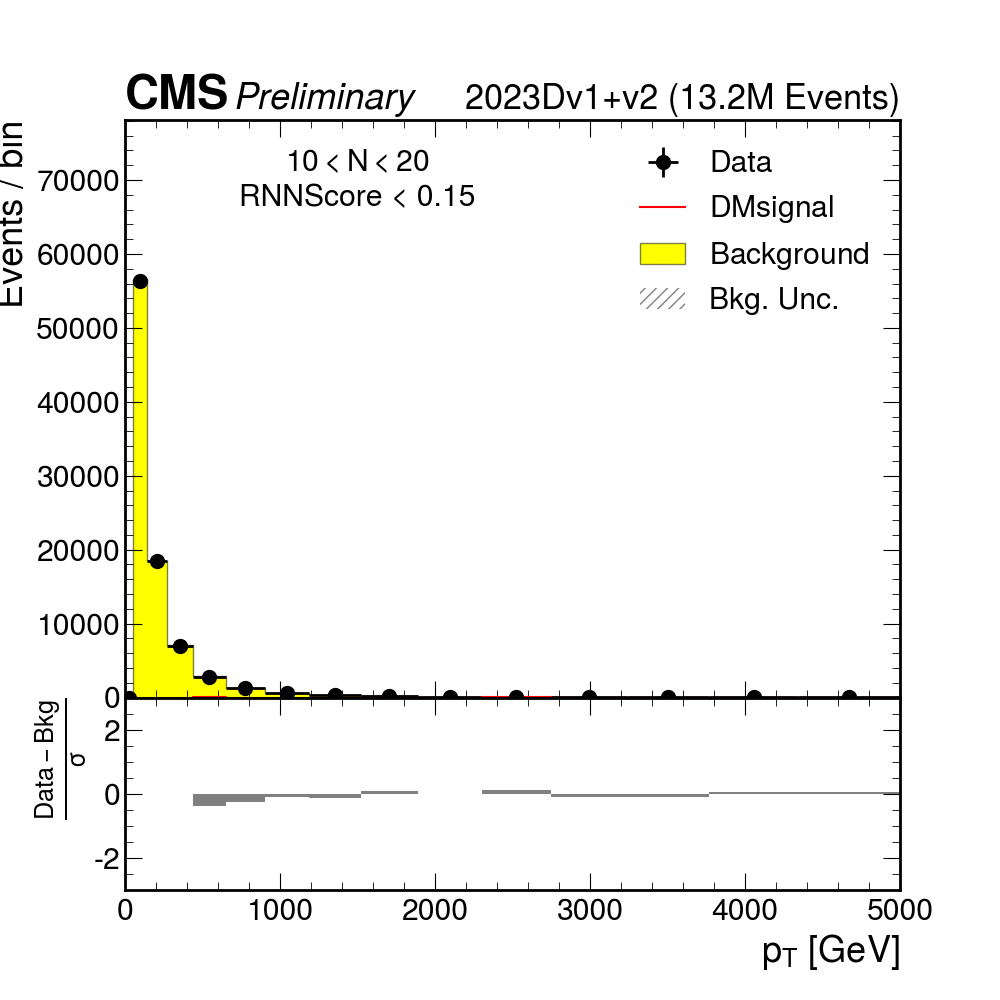 CMS Preliminary 2023Dv1+v2 (13.2M Events)
Events / bin
10 < N < 20
RNNScore < 0.15
Data
DMsignal
Background
Bkg. Unc.
70000
60000
50000
40000
30000
20000
10000
0
Data – Bkg
σ
2
0
-2
0 1000 2000 3000 4000 5000
pT [GeV]